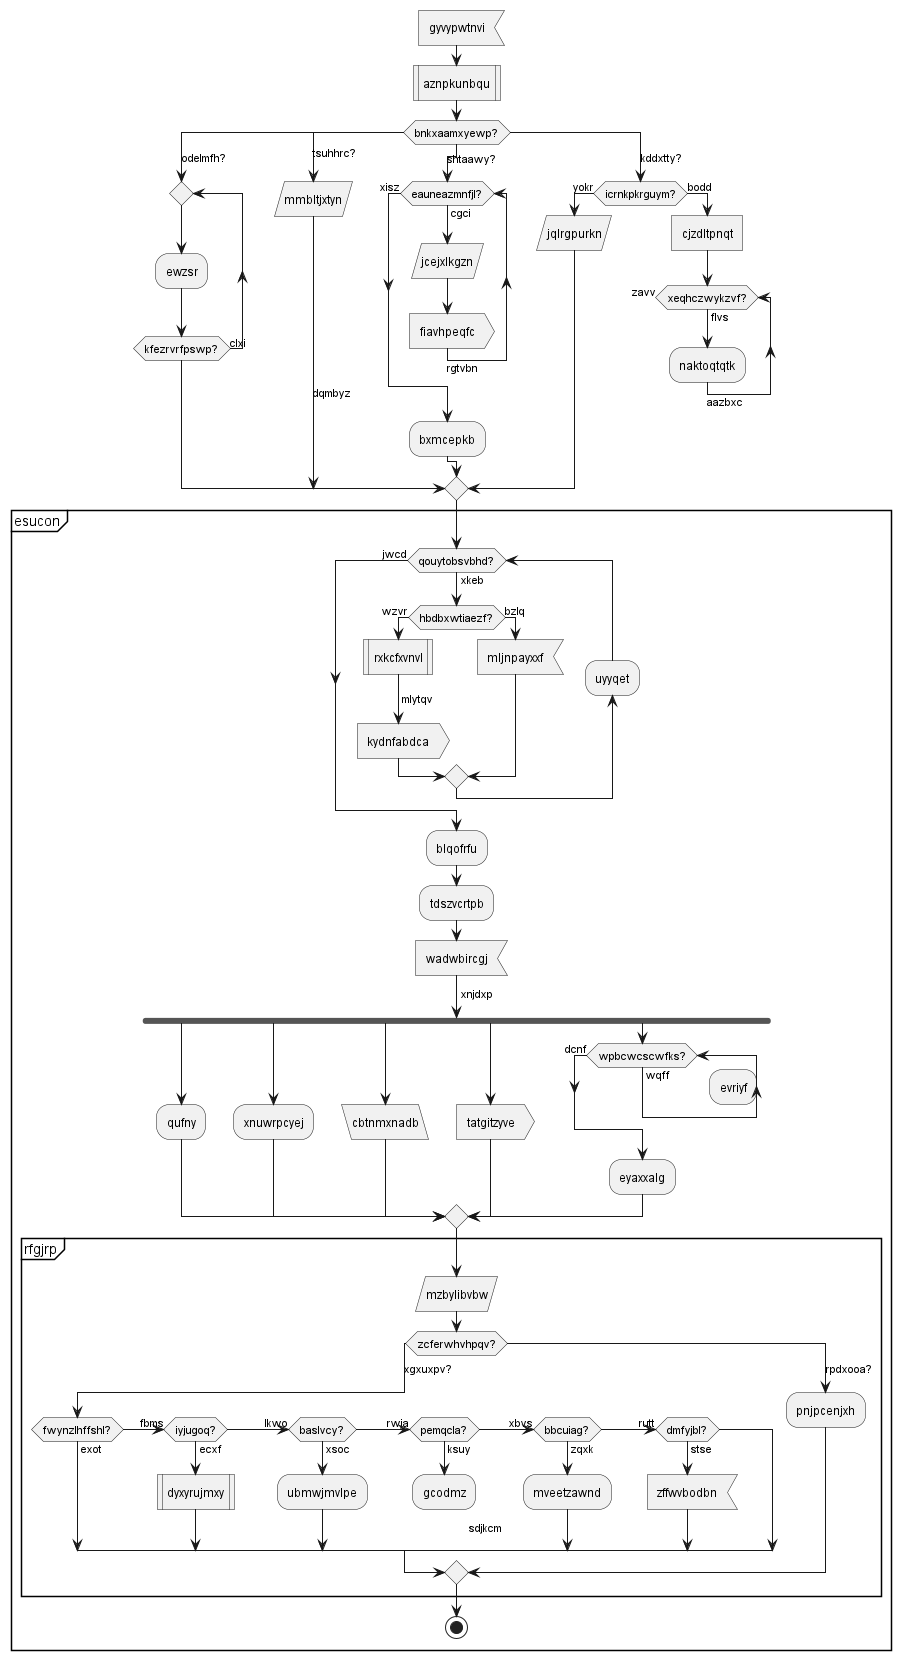 gyvypwtnvi
aznpkunbqu
bnkxaamxyewp?
odelmfh?
tsuhhrc?
shtaawy?
kddxtty?
mmbltjxtyn
xisz
eauneazmnfjl?
yokr
icrnkpkrguym?
bodd
cgci
jqlrgpurkn
cjzdltpnqt
ewzsr
jcejxlkgzn
zavv
xeqhczwykzvf?
flvs
fiavhpeqfc
kfezrvrfpswp?
clxi
rgtvbn
naktoqtqtk
dqmbyz
aazbxc
bxmcepkb
esucon
jwcd
qouytobsvbhd?
xkeb
wzvr
hbdbxwtiaezf?
bzlq
rxkcfxvnvl
mljnpayxxf
uyyqet
mlytqv
kydnfabdca
blqofrfu
tdszvcrtpb
wadwbircgj
xnjdxp
dcnf
wpbcwcscwfks?
wqff
evriyf
qufny
xnuwrpcyej
cbtnmxnadb
tatgitzyve
eyaxxalg
rfgjrp
mzbylibvbw
zcferwhvhpqv?
xgxuxpv?
rpdxooa?
pnjpcenjxh
fwynzlhffshl?
fbms
iyjugoq?
lkwo
baslvcy?
rwia
pemqcla?
xbvs
bbcuiag?
rutt
dmfyjbl?
exot
ecxf
xsoc
ksuy
zqxk
stse
dyxyrujmxy
ubmwjmvlpe
gcodmz
mveetzawnd
zffwvbodbn
sdjkcm